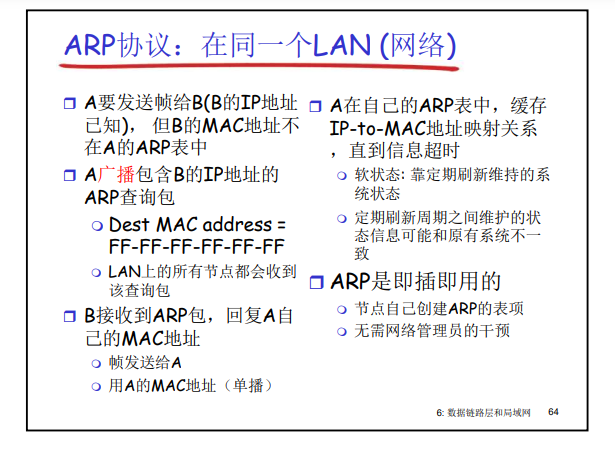 ARP协议：在同一个LAN (网络)
A要发送帧给B(B的IP地址
已知)， 但B的MAC地址不
在A的ARP表中
A广播包含B的IP地址的
ARP查询包
Dest MAC address =
FF-FF-FF-FF-FF-FF
LAN上的所有节点都会收到
该查询包
B接收到ARP包，回复A自
己的MAC地址
帧发送给A
用A的MAC地址（单播）
A在自己的ARP表中，缓存
IP-to-MAC地址映射关系
，直到信息超时
软状态: 靠定期刷新维持的系
统状态
定期刷新周期之间维护的状
态信息可能和原有系统不一
致
ARP是即插即用的
节点自己创建ARP的表项
无需网络管理员的干预
6: 数据链路层和局域网 64